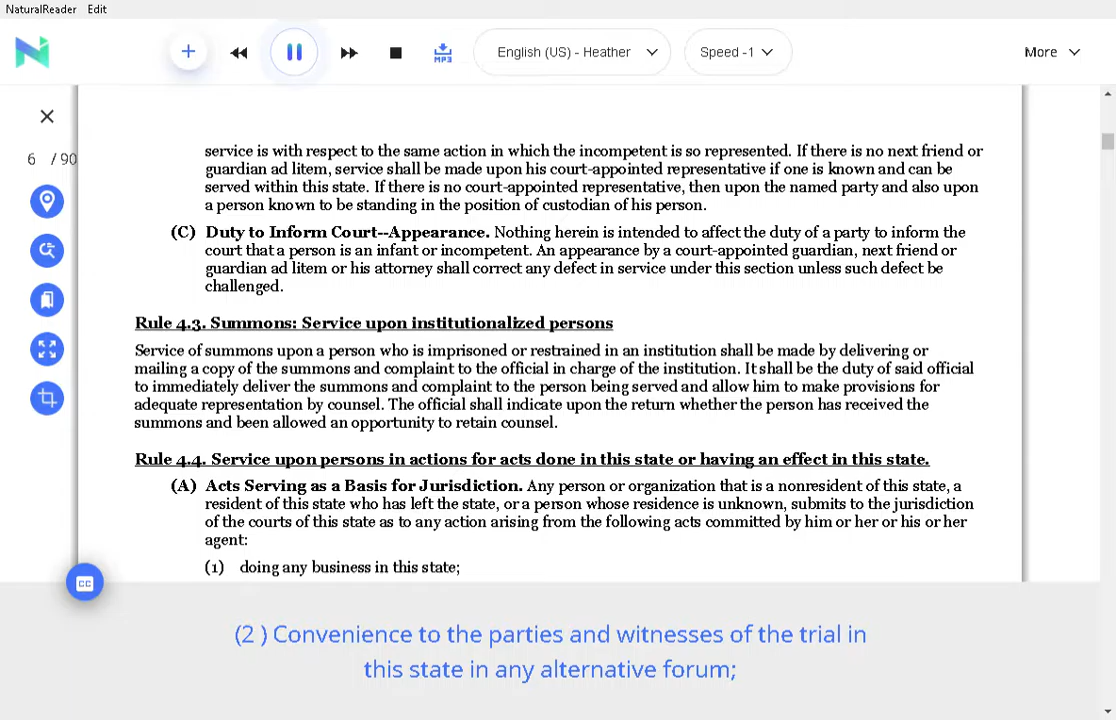 NaturalReader Edit
MP3 English (US) - Heather Speed -1 More
6 / 90
service is with respect to the same action in which the incompetent is so represented. If there is no next friend or
guardian ad litem, service shall be made upon his court-appointed representative if one is known and can be
served within this state. If there is no court-appointed representative, then upon the named party and also upon
a person known to be standing in the position of custodian of his person.
(C) Duty to Inform Court--Appearance. Nothing herein is intended to affect the duty of a party to inform the
court that a person is an infant or incompetent. An appearance by a court-appointed guardian, next friend or
guardian ad litem or his attorney shall correct any defect in service under this section unless such defect be
challenged.
Rule 4.3. Summons: Service upon institutionalized persons
Service of summons upon a person who is imprisoned or restrained in an institution shall be made by delivering or
mailing a copy of the summons and complaint to the official in charge of the institution. It shall be the duty of said official
to immediately deliver the summons and complaint to the person being served and allow him to make provisions for
adequate representation by counsel. The official shall indicate upon the return whether the person has received the
summons and been allowed an opportunity to retain counsel.
Rule 4.4. Service upon persons in actions for acts done in this state or having an effect in this state.
(A) Acts Serving as a Basis for Jurisdiction. Any person or organization that is a nonresident of this state, a
resident of this state who has left the state, or a person whose residence is unknown, submits to the jurisdiction
of the courts of this state as to any action arising from the following acts committed by him or her or his or her
agent:
(1) doing any business in this state;
CC
(2 ) Convenience to the parties and witnesses of the trial in
this state in any alternative forum;